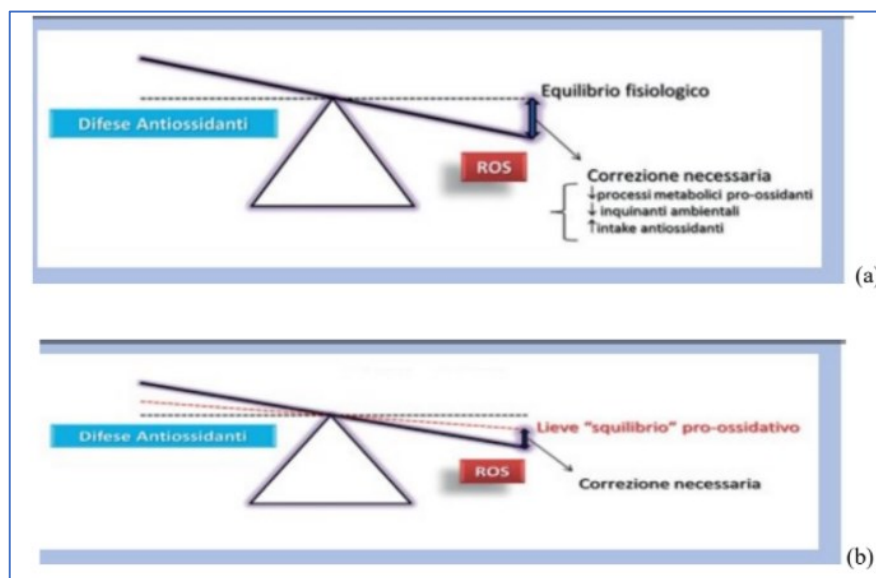 Equilibrio fisiologico
Difese Antiossidanti
ROS
Correzione necessaria
↓processi metabolici pro-ossidanti
↓ inquinanti ambientali
↑intake antiossidanti
(a)
Lieve "squilibrio" pro-ossidativo
Difese Antiossidanti
ROS
Correzione necessaria
(b)